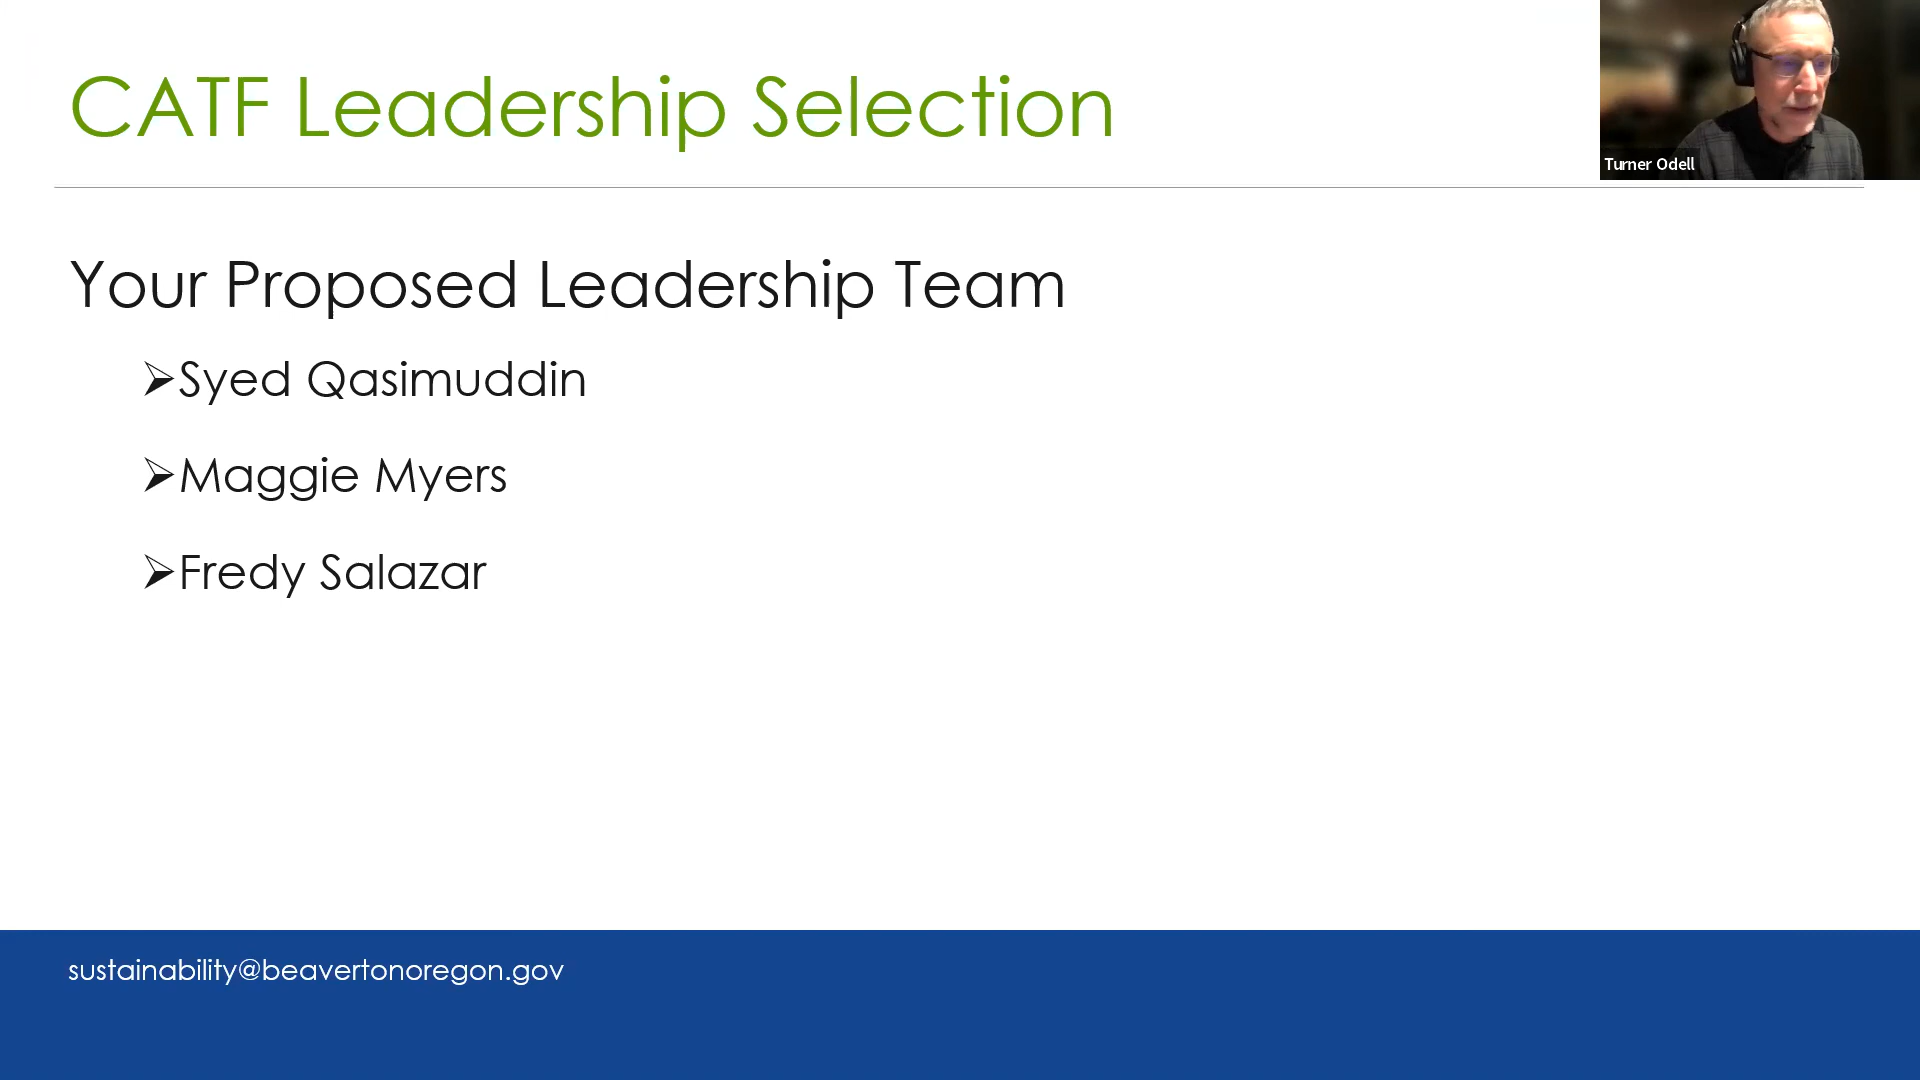 CATF Leadership Selection
Turner Odell
Your Proposed Leadership Team
➢Syed Qasimuddin
➢Maggie Myers
➢Fredy Salazar
sustainability@beavertonoregon.gov